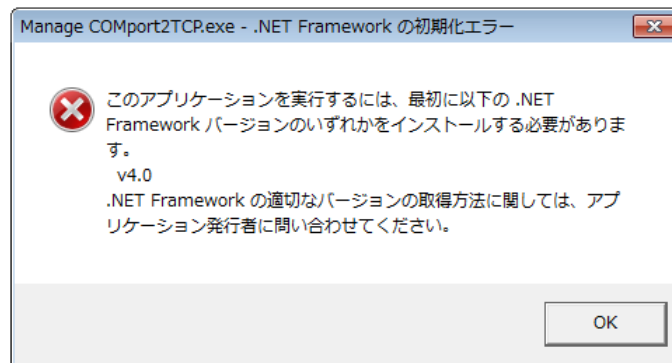 Manage COMport2TCP.exe - .NET Framework の初期化エラー
このアプリケーションを実行するには、最初に以下の .NET
Framework バージョンのいずれかをインストールする必要がありま
す。
v4.0
.NET Framework の適切なバージョンの取得方法に関しては、アプ
リケーション発行者に問い合わせてください。
OK